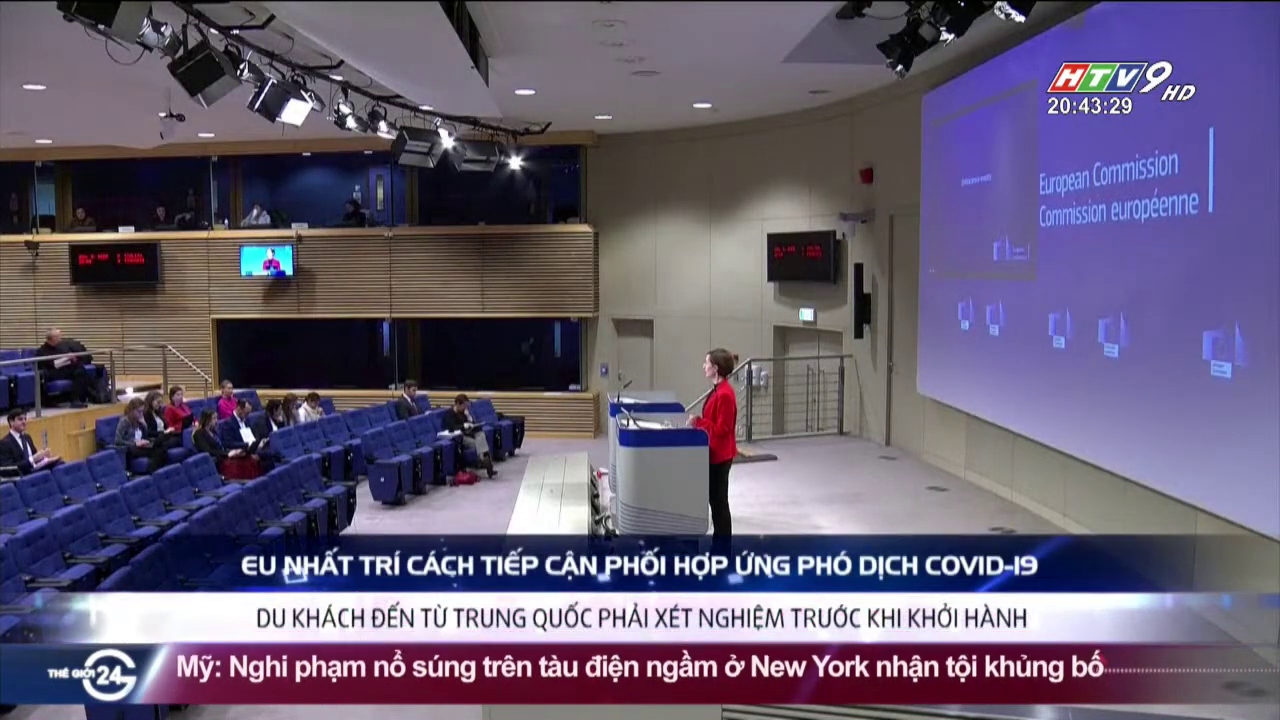 HTV9 HD
20:43:29
European Commission
Commission européenne
EU NHẤT TRÍ CÁCH TIẾP CẬN PHỐI HỢP ỨNG PHÓ DỊCH COVID-19
DU KHÁCH ĐẾN TỪ TRUNG QUỐC PHẢI XÉT NGHIỆM TRƯỚC KHI KHỞI HÀNH
THẾ GIỚI 24G
Mỹ: Nghi phạm nổ súng trên tàu điện ngầm ở New York nhận tội khủng bố